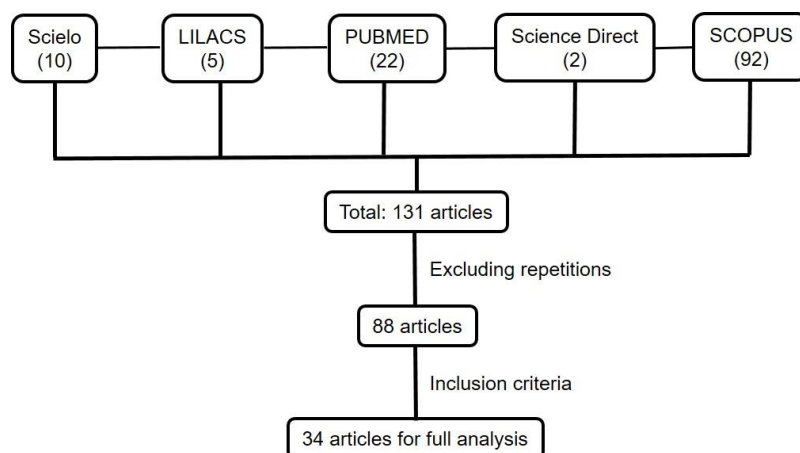 Scielo
(10)
LILACS
(5)
PUBMED
(22)
Science Direct
(2)
SCOPUS
(92)
Total: 131 articles
Excluding repetitions
88 articles
Inclusion criteria
34 articles for full analysis